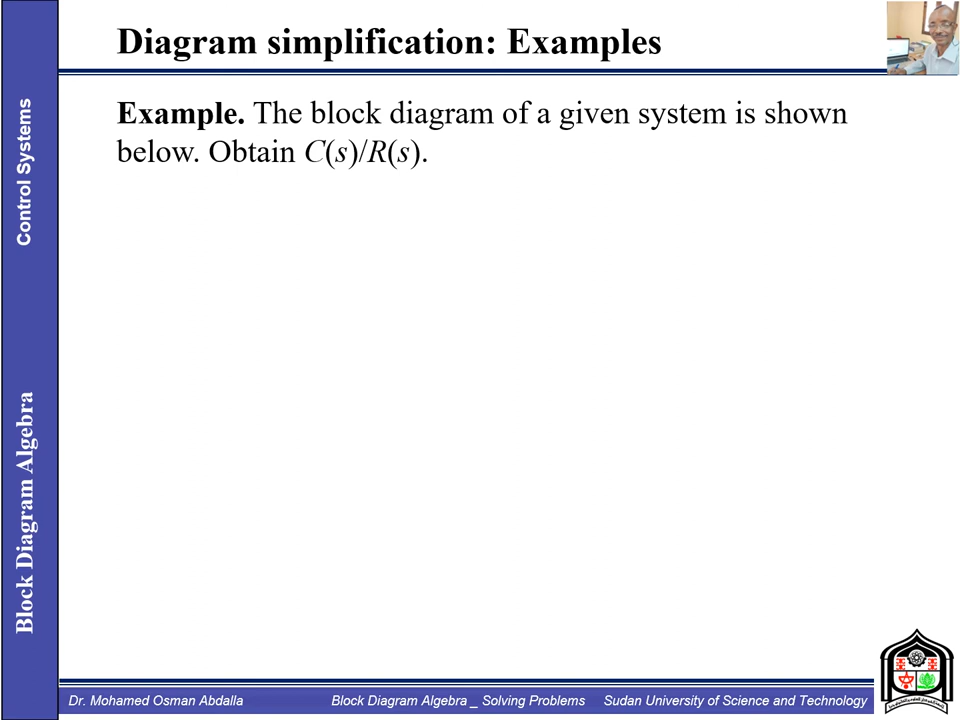 Diagram simplification: Examples
Example. The block diagram of a given system is shown
below. Obtain C(s)/R(s).
Control Systems
Block Diagram Algebra
Dr. Mohamed Osman Abdalla Block Diagram Algebra _ Solving Problems Sudan University of Science and Technology